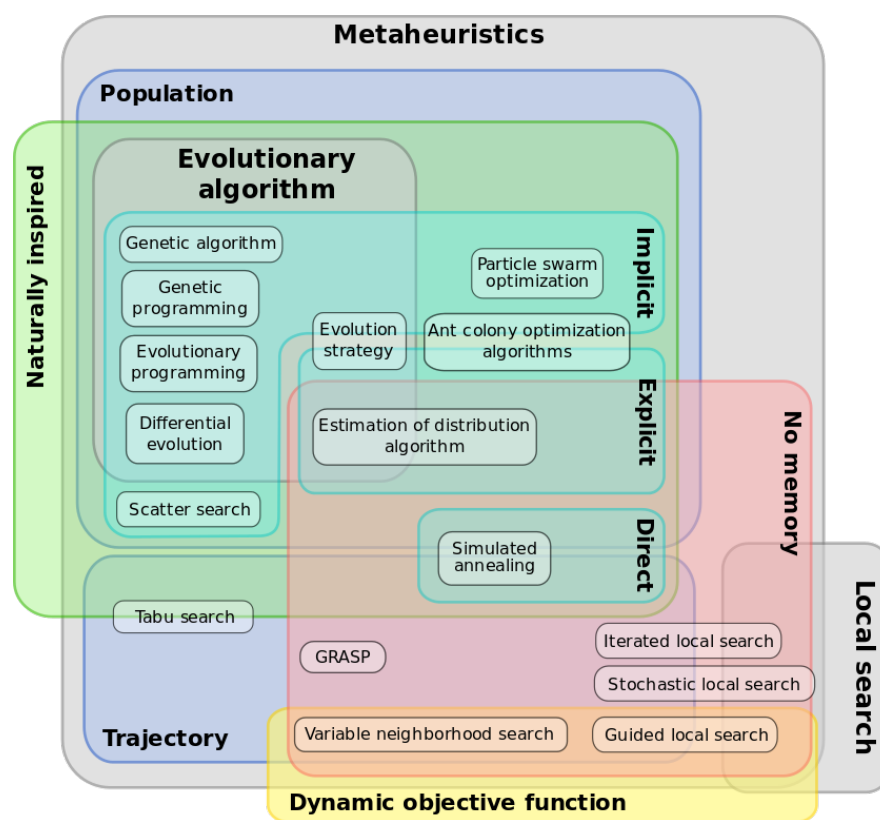 Metaheuristics
Population
Naturally inspired
Evolutionary
algorithm
Implicit
Genetic algorithm
Particle swarm
optimization
Genetic
programming
Evolution
strategy
Ant colony optimization
algorithms
Evolutionary
programming
Explicit
No memory
Differential
evolution
Estimation of distribution
algorithm
Scatter search
Direct
Simulated
annealing
Local search
Tabu search
Iterated local search
GRASP
Stochastic local search
Trajectory
Variable neighborhood search
Guided local search
Dynamic objective function